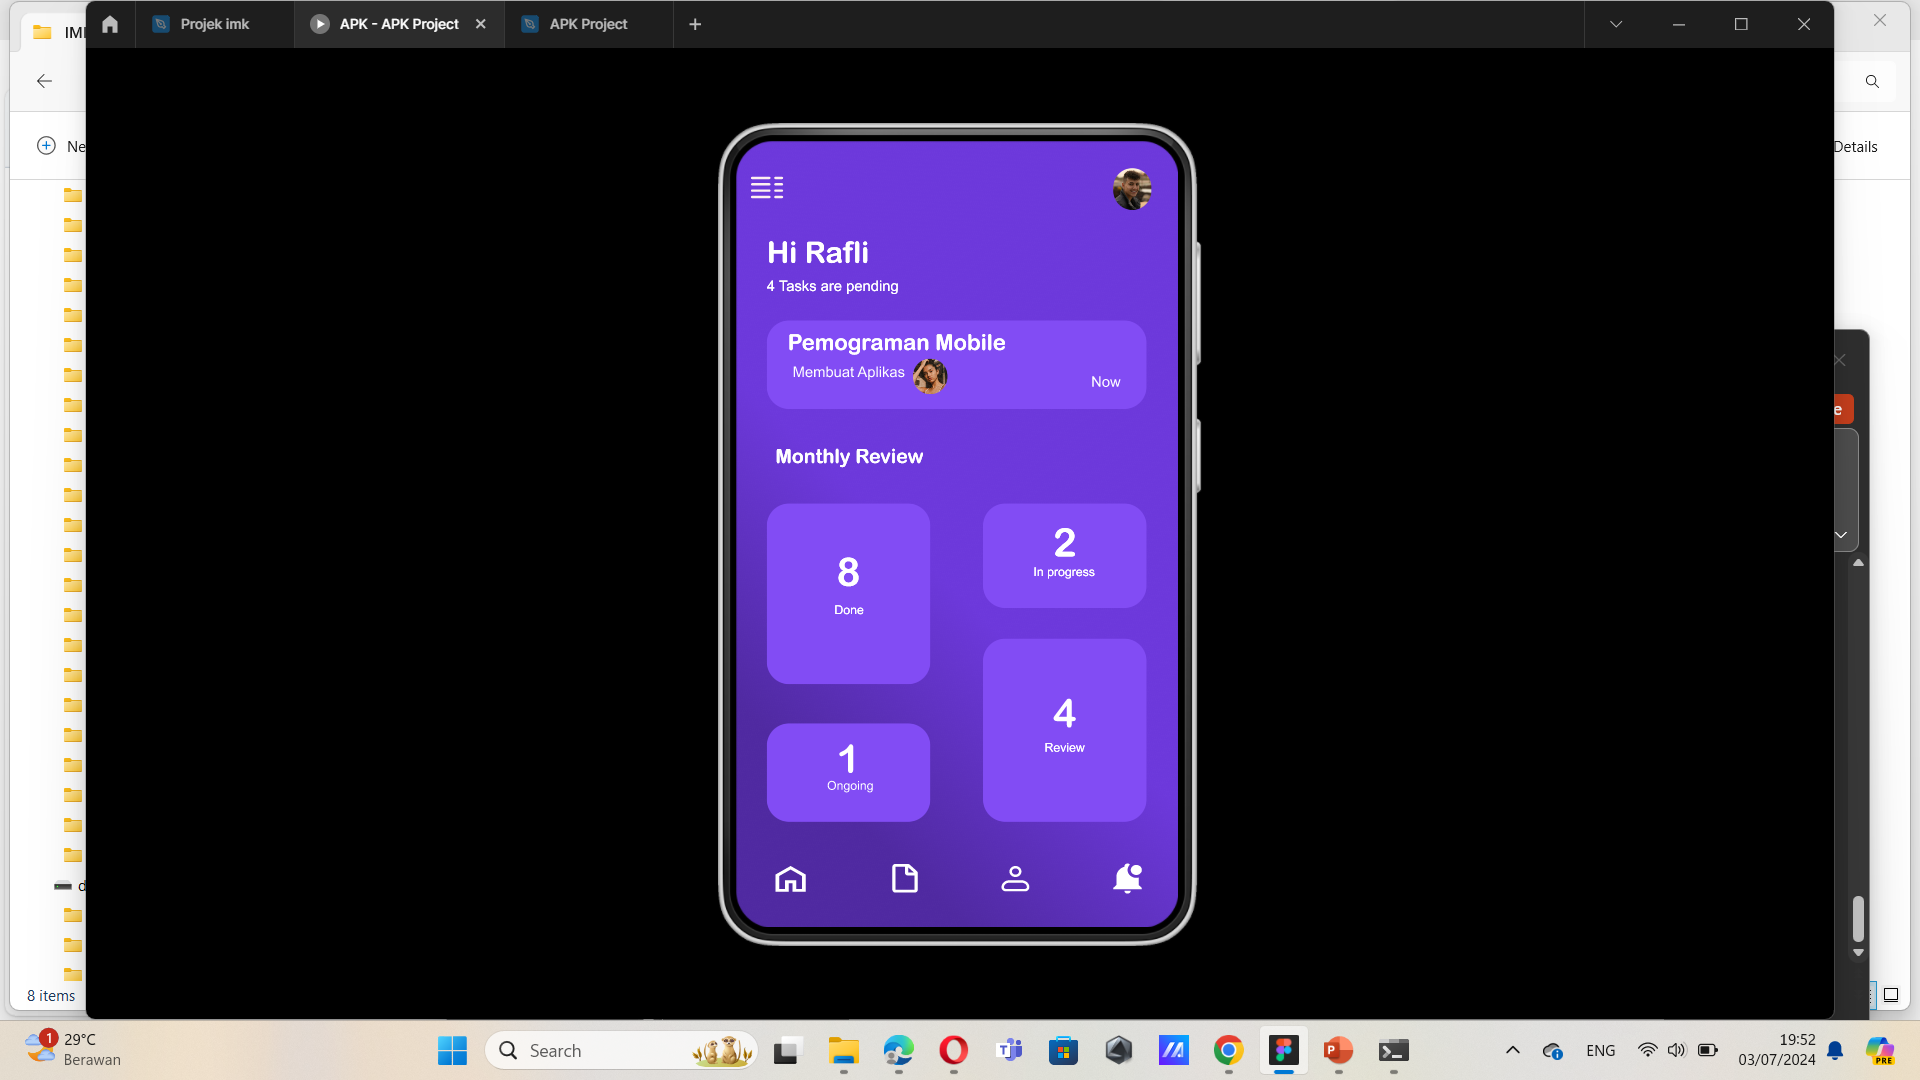 Projek imk
APK - APK Project
APK Project
Details
8 items
Hi Rafli
4 Tasks are pending
Pemograman Mobile
Membuat Aplikas
Now
Monthly Review
8
Done
2
In progress
4
Review
1
Ongoing
1
29°C
Berawan
Search
ENG
19:52
03/07/2024
PRE